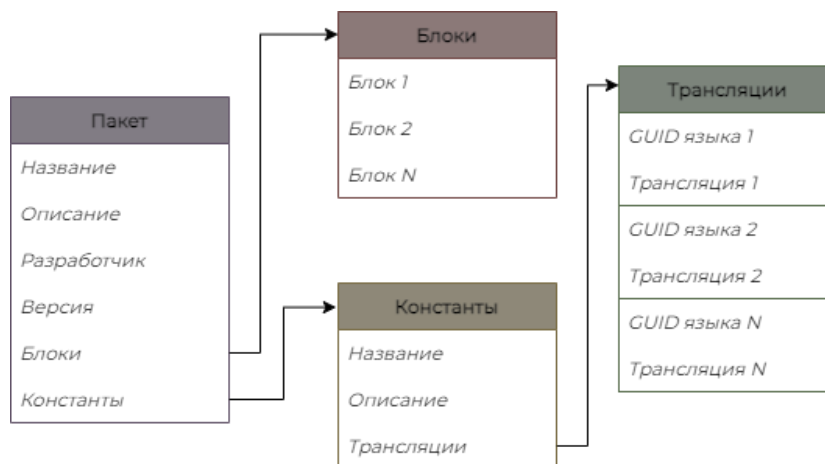 Пакет
Название
Описание
Разработчик
Версия
Блоки
Константы
Блоки
Блок 1
Блок 2
Блок N
Константы
Название
Описание
Трансляции
Трансляции
GUID языка 1
Трансляция 1
GUID языка 2
Трансляция 2
GUID языка N
Трансляция N